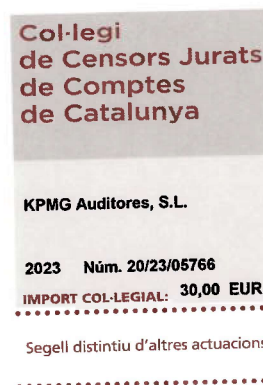 Col·legi
de Censors Jurats
de Comptes
de Catalunya
KPMG Auditores, S.L.
2023 Núm. 20/23/05766
IMPORT COL·LEGIAL: 30,00 EUR
Segell distintiu d'altres actuacions